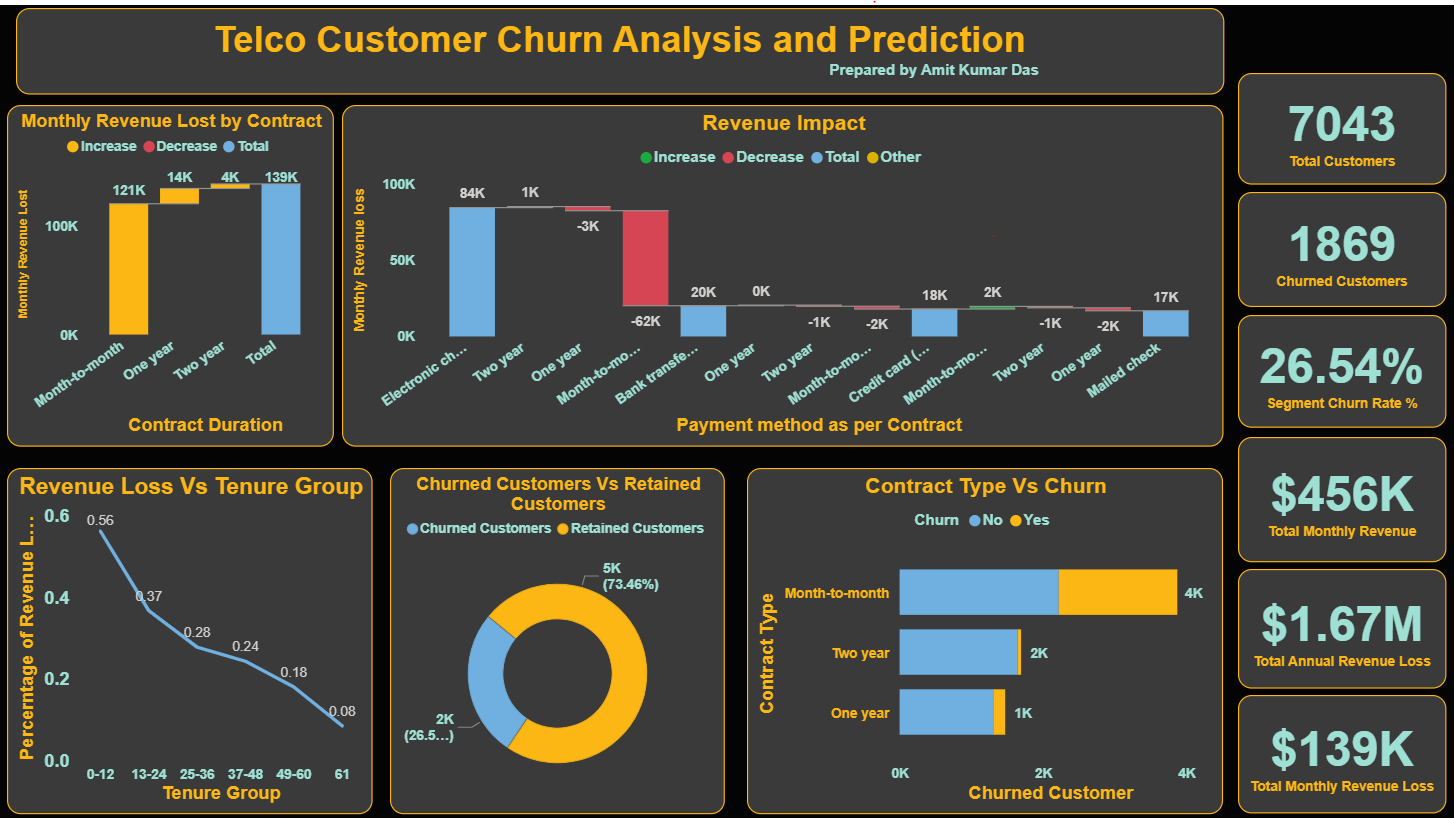 Telco Customer Churn Analysis and Prediction
Prepared by Amit Kumar Das
Monthly Revenue Lost by Contract
Increase Decrease Total
Monthly Revenue Lost
100K
0K
121K
14K
4K
139K
Month-to-month
One year
Two year
Total
Contract Duration
Revenue Impact
Increase Decrease Total Other
Monthly Revenue loss
100K
50K
0K
84K
1K
-3K
-62K
20K
0K
-1K
-2K
18K
2K
-1K
-2K
17K
Electronic ch...
Two year
One year
Month-to-mo...
Bank transfe...
One year
Two year
Month-to-mo...
Credit card (...
Month-to-mo...
Two year
One year
Mailed check
Payment method as per Contract
7043
Total Customers
1869
Churned Customers
26.54%
Segment Churn Rate %
$456K
Total Monthly Revenue
$1.67M
Total Annual Revenue Loss
$139K
Total Monthly Revenue Loss
Revenue Loss Vs Tenure Group
Percerntage of Revenue L...
0.6
0.4
0.2
0.0
0.56
0.37
0.28
0.24
0.18
0.08
0-12 13-24 25-36 37-48 49-60 61
Tenure Group
Churned Customers Vs Retained
Customers
Churned Customers Retained Customers
5K
(73.46%)
2K
(26.5...)
Contract Type Vs Churn
Churn No Yes
Contract Type
Month-to-month 4K
Two year 2K
One year 1K
0K 2K 4K
Churned Customer